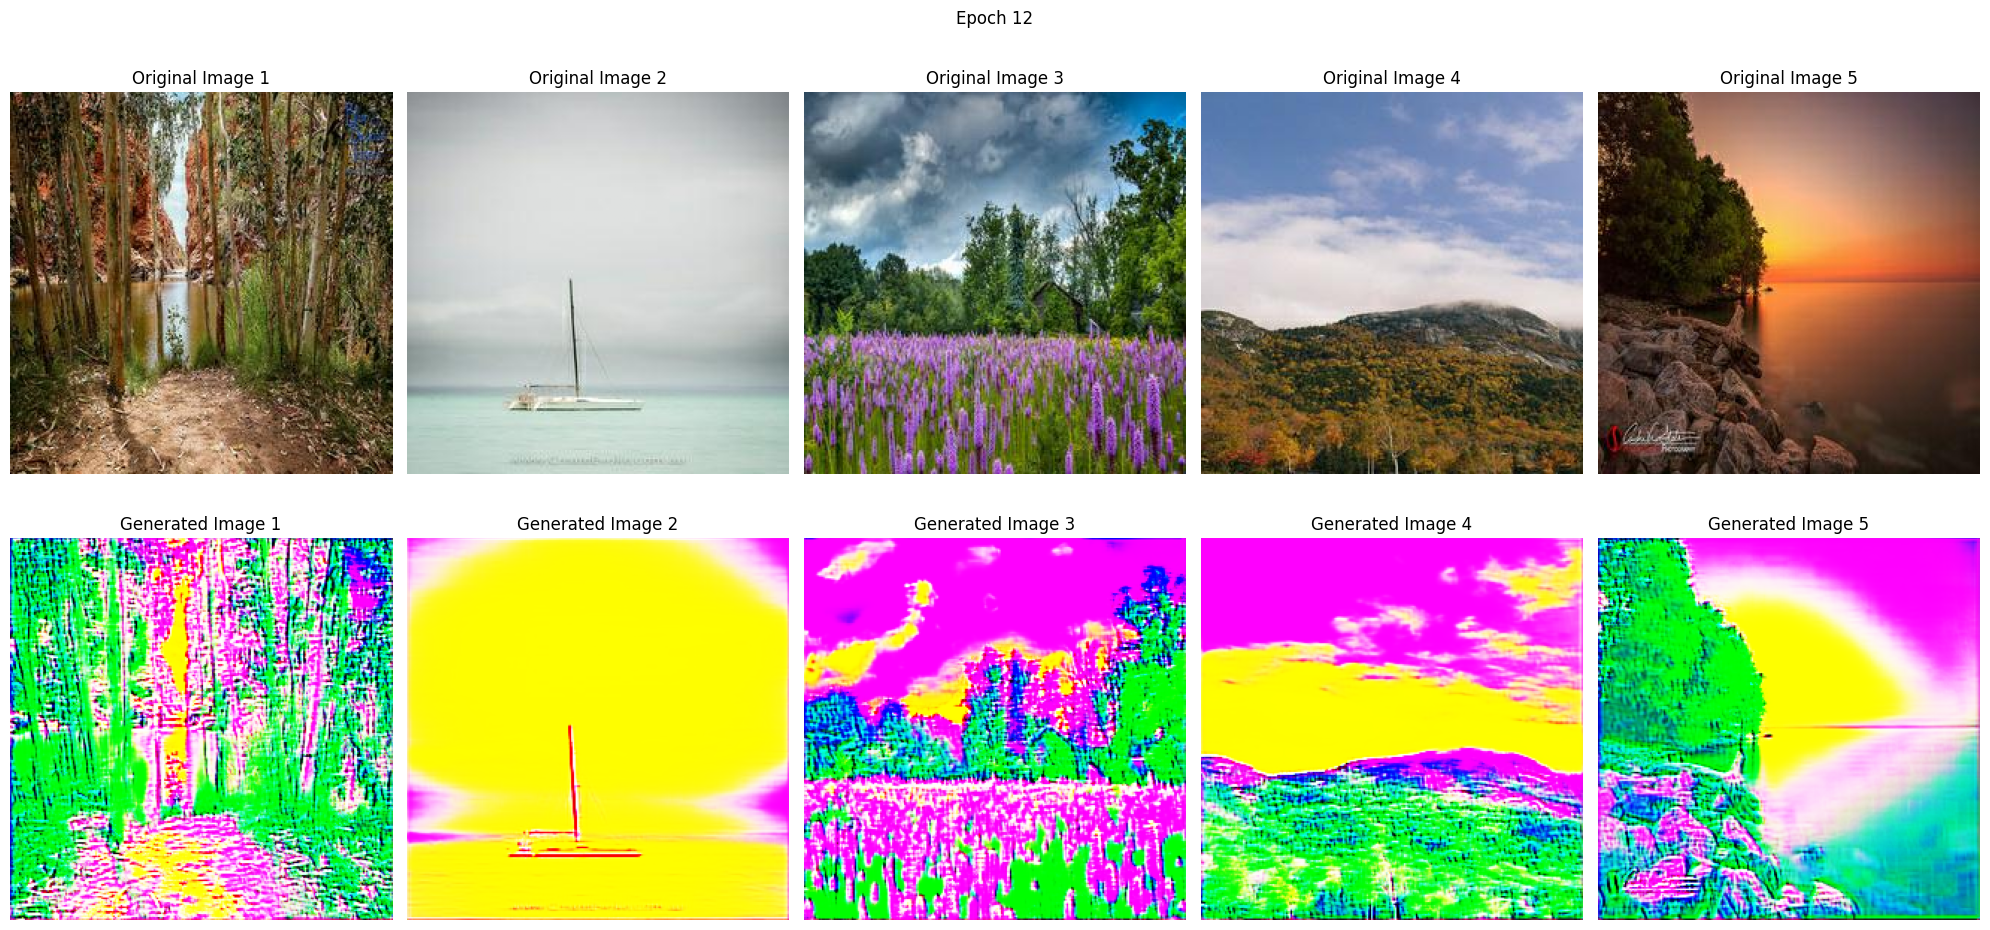 Epoch 12
Original Image 1
Original Image 2
Original Image 3
Original Image 4
Original Image 5
PHOTOGRAPHY
Generated Image 1
Generated Image 2
Generated Image 3
Generated Image 4
Generated Image 5